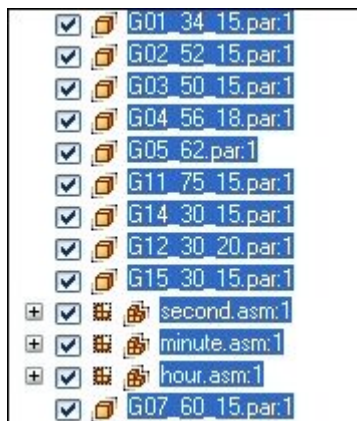 G01_34_15.par:1
G02_52_15.par:1
G03_50_15.par:1
G04_56_18.par:1
G05_62.par:1
G11_75_15.par:1
G14_30_15.par:1
G12_30_20.par:1
G15_30_15.par:1
second.asm:1
minute.asm:1
hour.asm:1
G07_60_15.par:1